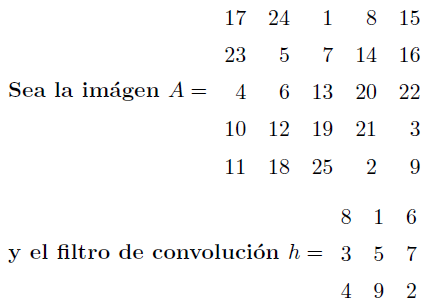 17 24 1 8 15
23 5 7 14 16
Sea la imágen A = 4 6 13 20 22
10 12 19 21 3
11 18 25 2 9
8 1 6
y el filtro de convolución h = 3 5 7
4 9 2